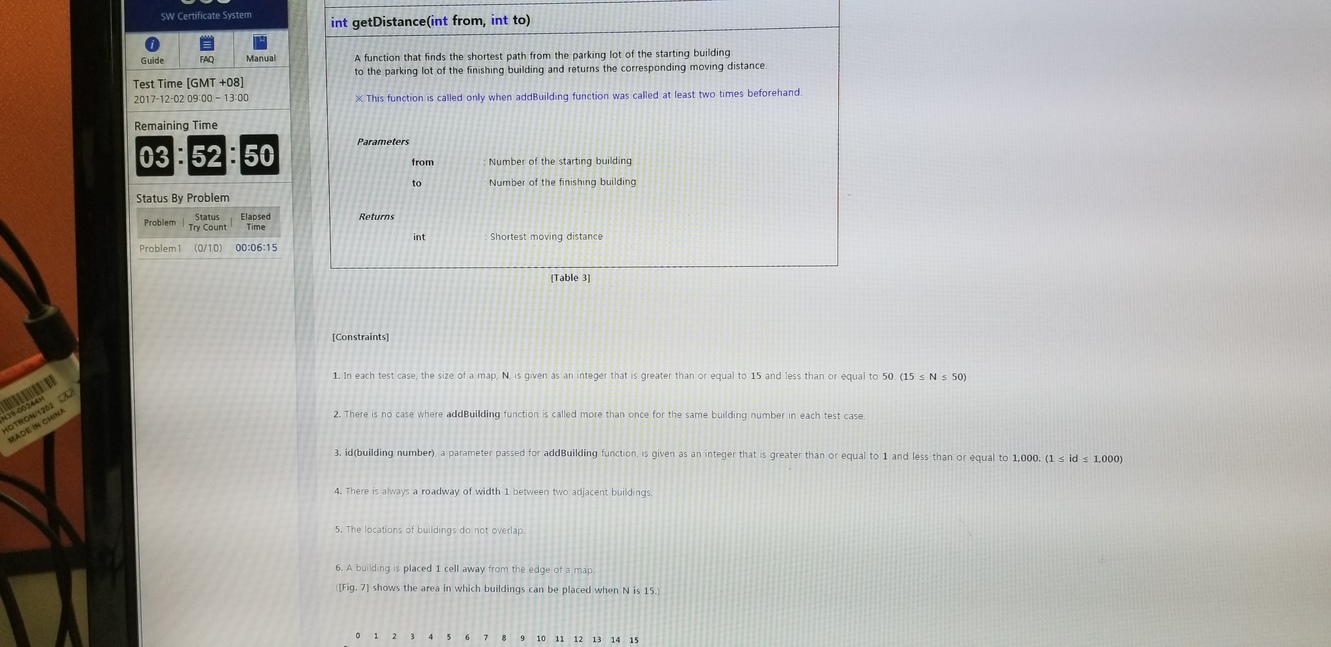 SW Certificate System
Guide
FAQ
Manual
Test Time [GMT +08]
2017-12-02 09:00 ~ 13:00
Remaining Time
03 : 52 : 50
Status By Problem
Problem | Status Try Count | Elapsed Time
Problem1 (0/10) 00:06:15
int getDistance(int from, int to)
A function that finds the shortest path from the parking lot of the starting building
to the parking lot of the finishing building and returns the corresponding moving distance.
※ This function is called only when addBuilding function was called at least two times beforehand.
Parameters
from : Number of the starting building
to Number of the finishing building
Returns
int : Shortest moving distance
[Table 3]
[Constraints]
1. In each test case, the size of a map, N, is given as an integer that is greater than or equal to 15 and less than or equal to 50. (15 ≤ N ≤ 50)
2. There is no case where addBuilding function is called more than once for the same building number in each test case.
3. id(building number), a parameter passed for addBuilding function, is given as an integer that is greater than or equal to 1 and less than or equal to 1,000. (1 ≤ id ≤ 1,000)
4. There is always a roadway of width 1 between two adjacent buildings.
5. The locations of buildings do not overlap.
6. A building is placed 1 cell away from the edge of a map.
([Fig. 7] shows the area in which buildings can be placed when N is 15.)
0 1 2 3 4 5 6 7 8 9 10 11 12 13 14 15
HOTRON/1202
MADE IN CHINA